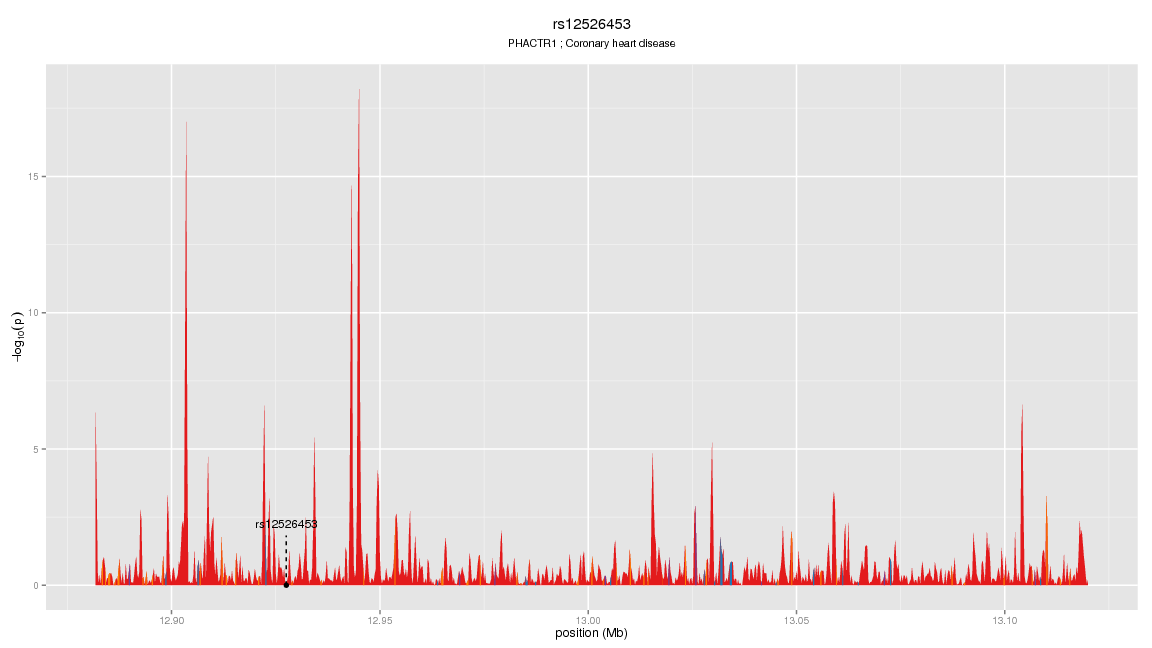 rs12526453
PHACTR1 ; Coronary heart disease
−log10(p)
15
10
5
0
rs12526453
12.90 12.95 13.00 13.05 13.10
position (Mb)